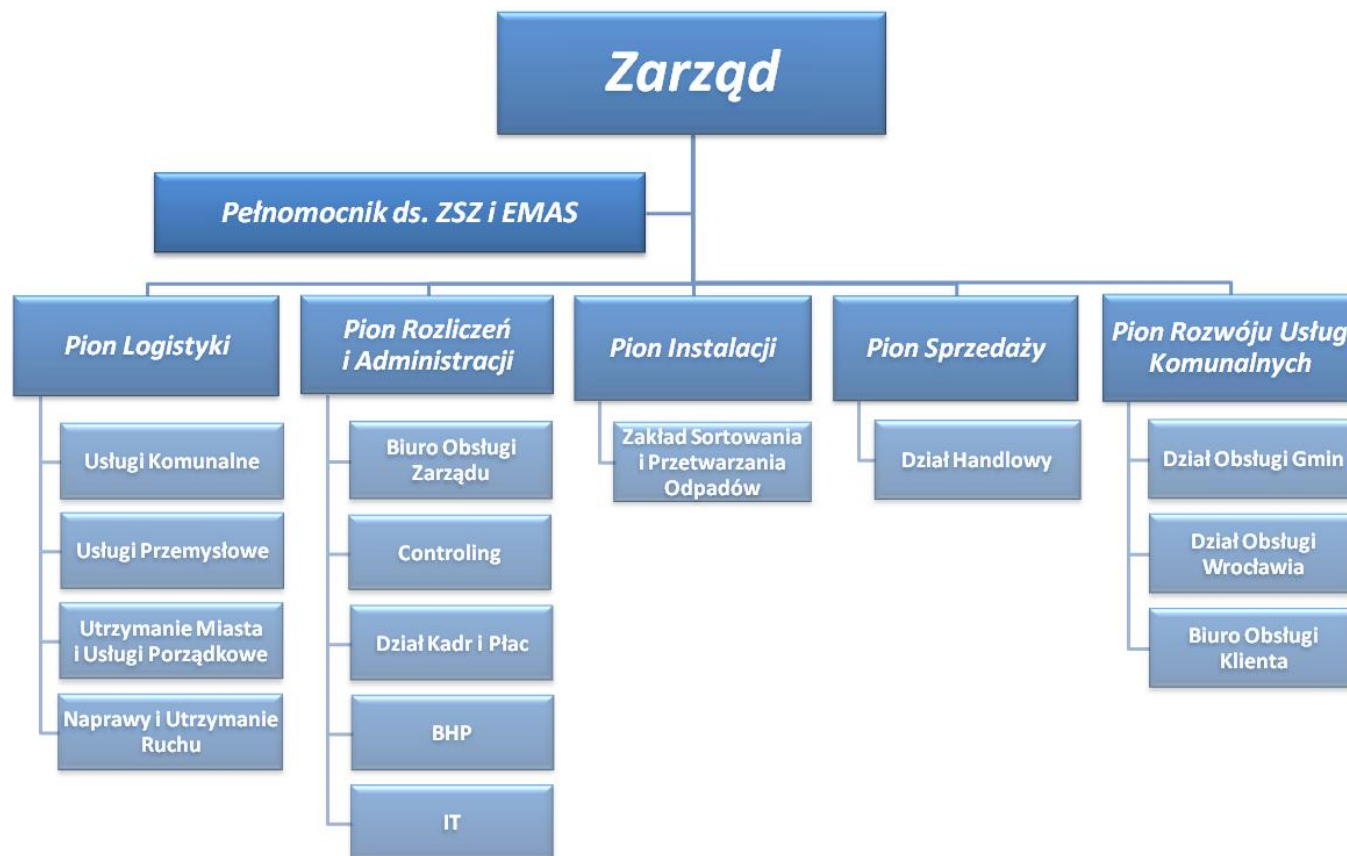 Zarząd
Pełnomocnik ds. ZSZ i EMAS
Pion Logistyki
Usługi Komunalne
Usługi Przemysłowe
Utrzymanie Miasta
i Usługi Porządkowe
Naprawy i Utrzymanie
Ruchu
Pion Rozliczeń
i Administracji
Biuro Obsługi
Zarządu
Controling
Dział Kadr i Płac
BHP
IT
Pion Instalacji
Zakład Sortowania
i Przetwarzania
Odpadów
Pion Sprzedaży
Dział Handlowy
Pion Rozwóju Usług
Komunalnych
Dział Obsługi Gmin
Dział Obsługi
Wrocławia
Biuro Obsługi
Klienta